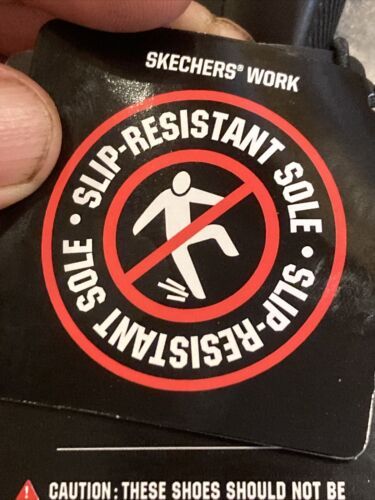 SKECHERS® WORK
• SLIP-RESISTANT SOLE
• SLIP-RESISTANT SOLE
CAUTION: THESE SHOES SHOULD NOT BE